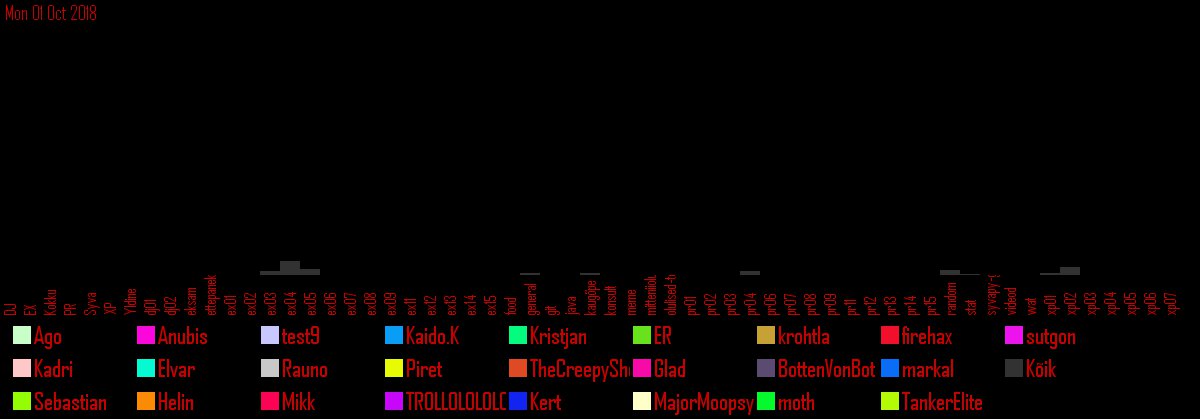 Mon 01 Oct 2018
DJ
EX
Kokku
PR
Syva
XP
Yldine
dj01
dj02
eksam
ettepanek
ex01
ex02
ex03
ex04
ex05
ex06
ex07
ex08
ex09
ex11
ex12
ex13
ex14
ex15
food
general
git
java
kaugõpe
konsult
meme
olulised-t
pr01
pr02
pr03
pr04
pr06
pr07
pr08
pr09
pr11
pr12
pr13
pr14
pr15
random
stat
videod
wat
xp01
xp02
xp03
xp04
xp05
xp06
xp07
Ago Anubis test9 Kaido.K Kristjan ER krohtla firehax sutgon
Kadri Elvar Rauno Piret TheCreepySh Glad BottenVonBot markal Kõik
Sebastian Helin Mikk TROLLOLOLOLO Kert MajorMoopsy moth TankerElite